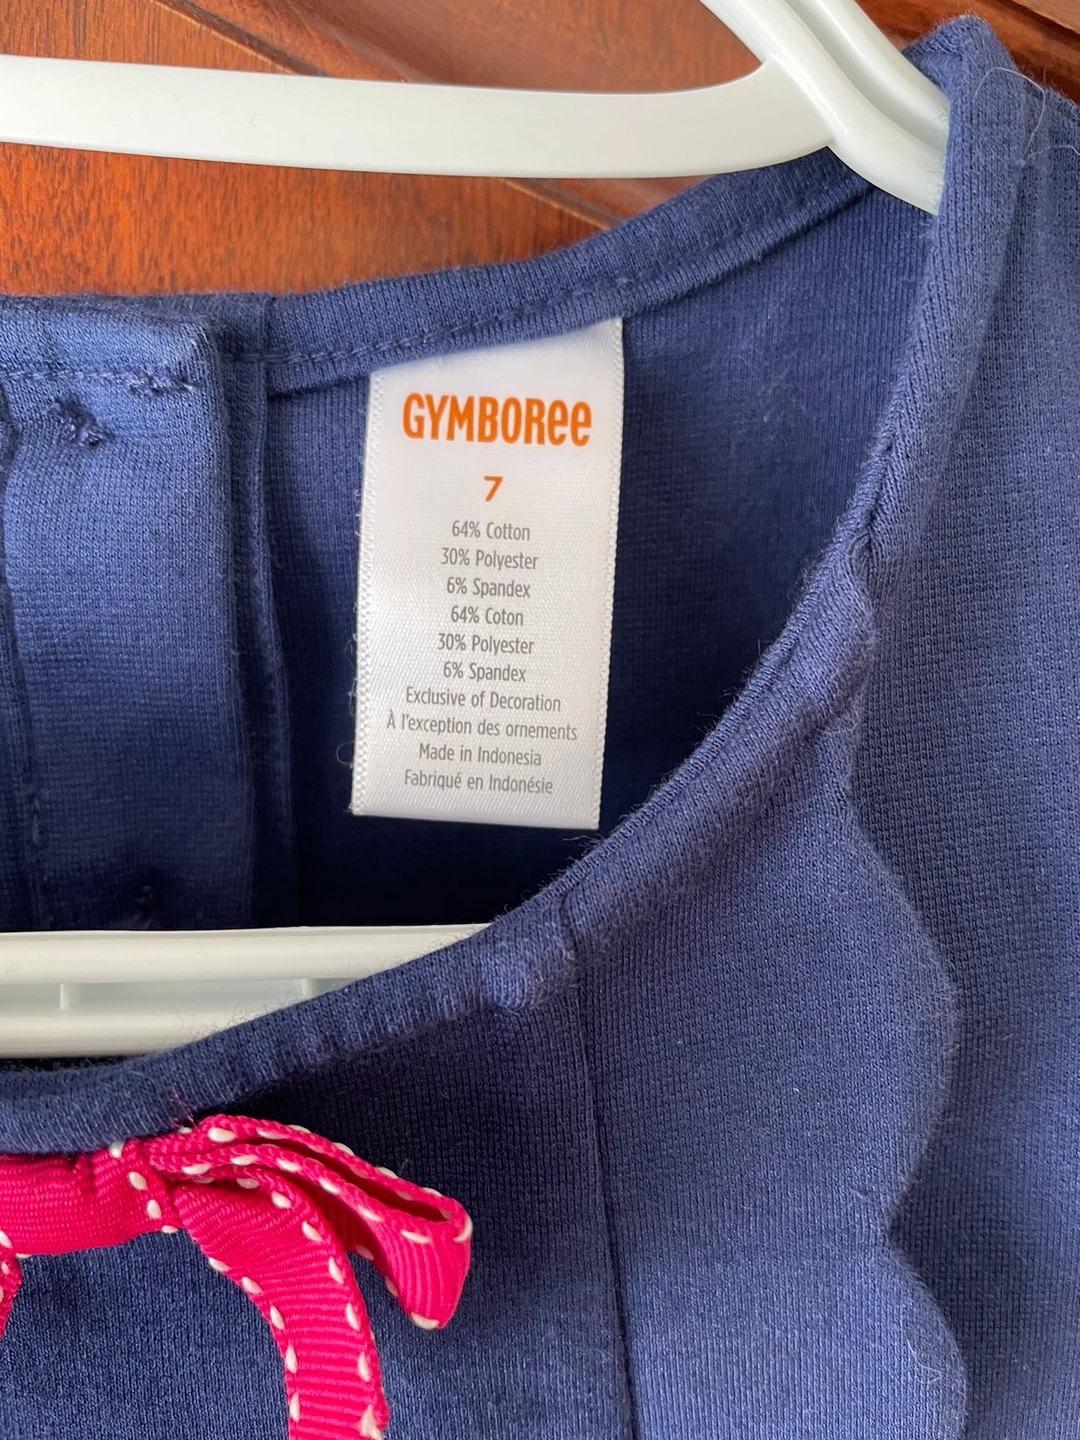 GYMBOREE
7
64% Cotton
30% Polyester
6% Spandex
64% Coton
30% Polyester
6% Spandex
Exclusive of Decoration
À l'exception des ornements
Made in Indonesia
Fabriqué en Indonésie